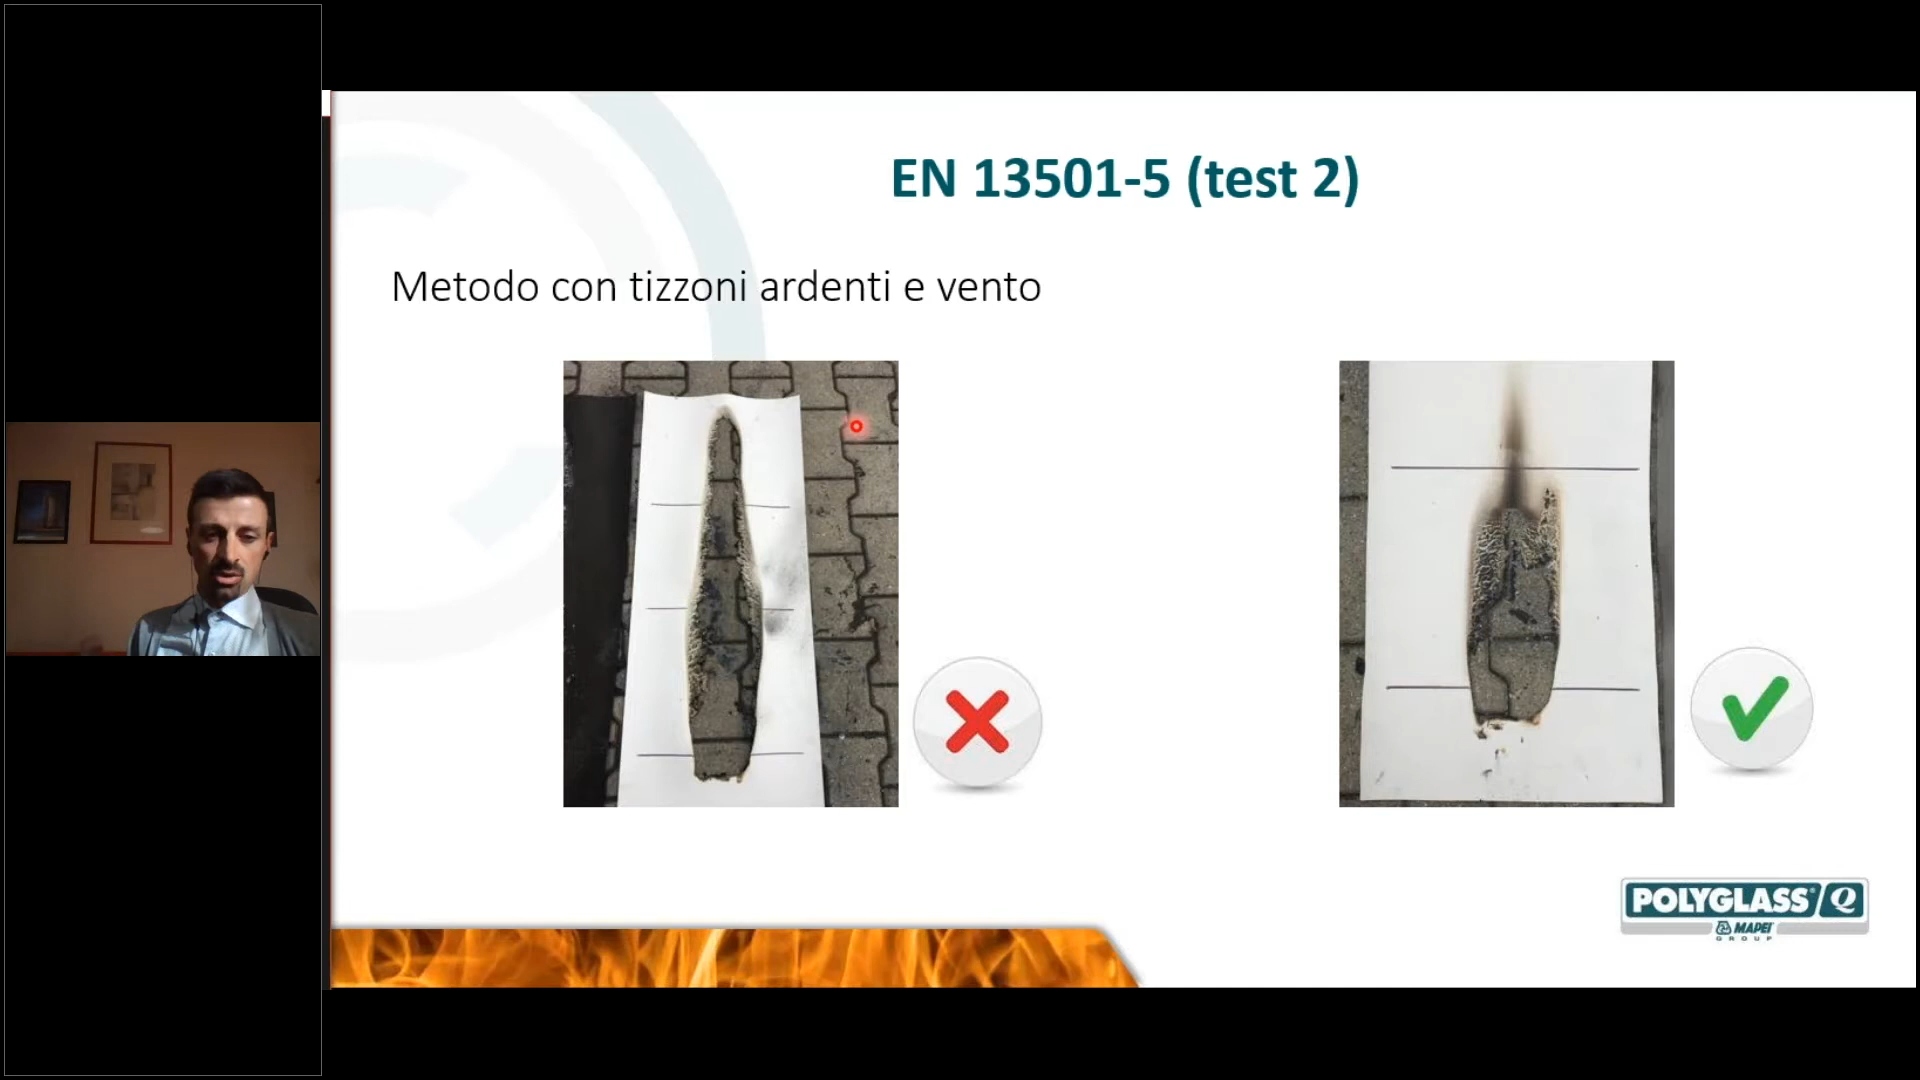 EN 13501-5 (test 2)
Metodo con tizzoni ardenti e vento
POLYGLASS® Q
MAPEI
GROUP